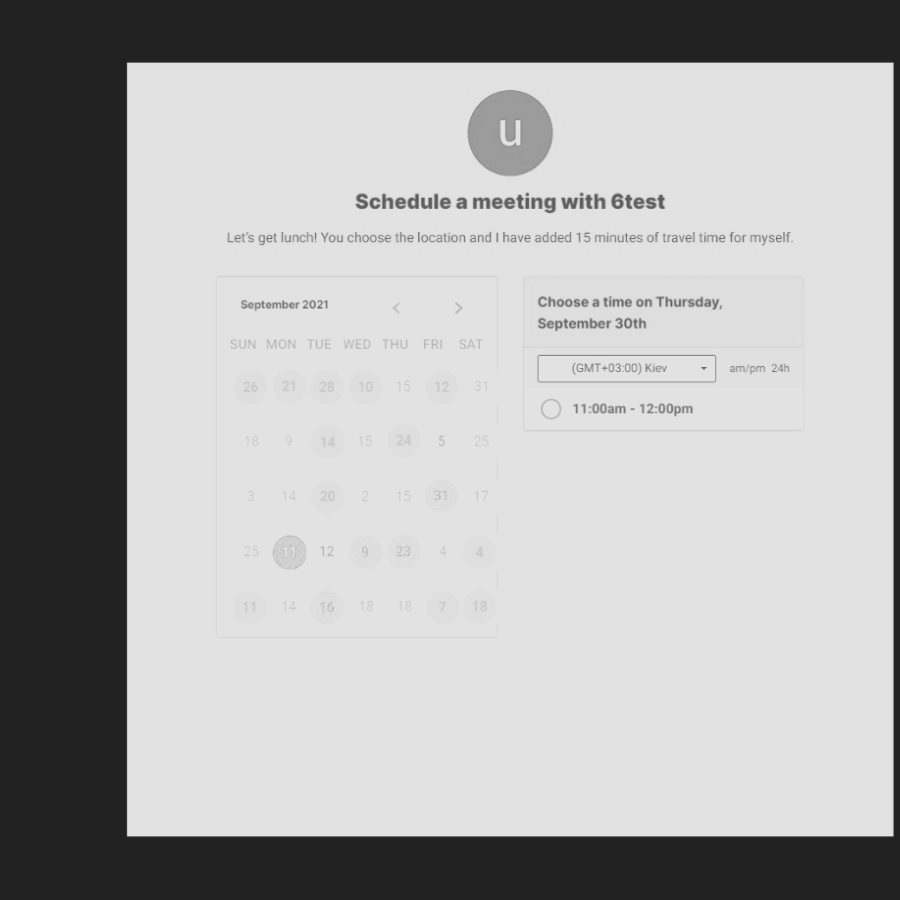 u
Schedule a meeting with 6test
Let's get lunch! You choose the location and I have added 15 minutes of travel time for myself.
September 2021
SUN MON TUE WED THU FRI SAT
26 21 28 10 15 12 31
18 9 14 15 24 5 25
3 14 20 2 15 31 17
25 11 12 9 23 4 4
11 14 16 18 18 7 18
Choose a time on Thursday,
September 30th
(GMT+03:00) Kiev am/pm 24h
11:00am - 12:00pm